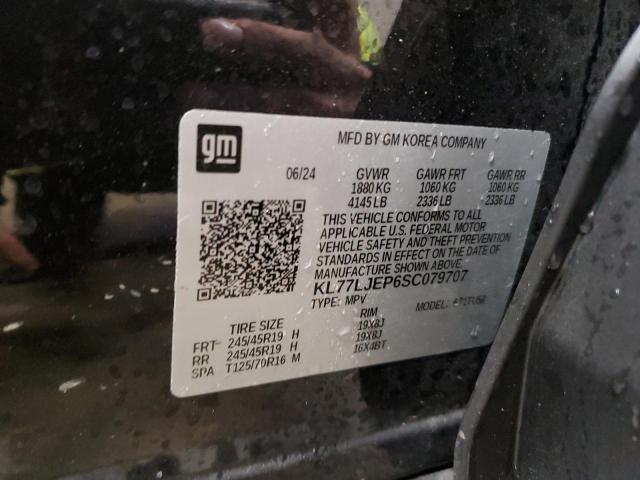 gm
MFD BY GM KOREA COMPANY
06/24 GVWR GAWR FRT GAWR RR
1880 KG 1060 KG 1060 KG
4145 LB 2336 LB 2336 LB
THIS VEHICLE CONFORMS TO ALL
APPLICABLE U.S. FEDERAL MOTOR
VEHICLE SAFETY AND THEFT PREVENTION
STANDARDS IN EFFECT ON THE DATE OF
MANUFACTURE SHOWN ABOVE.
KL77LJEP6SC079707
TYPE: MPV MODEL:
TIRE SIZE RIM
FRT- 245/45R19 H 19X8J
RR 245/45R19 H 19X8J
SPA T125/70R16 M 16X4BT